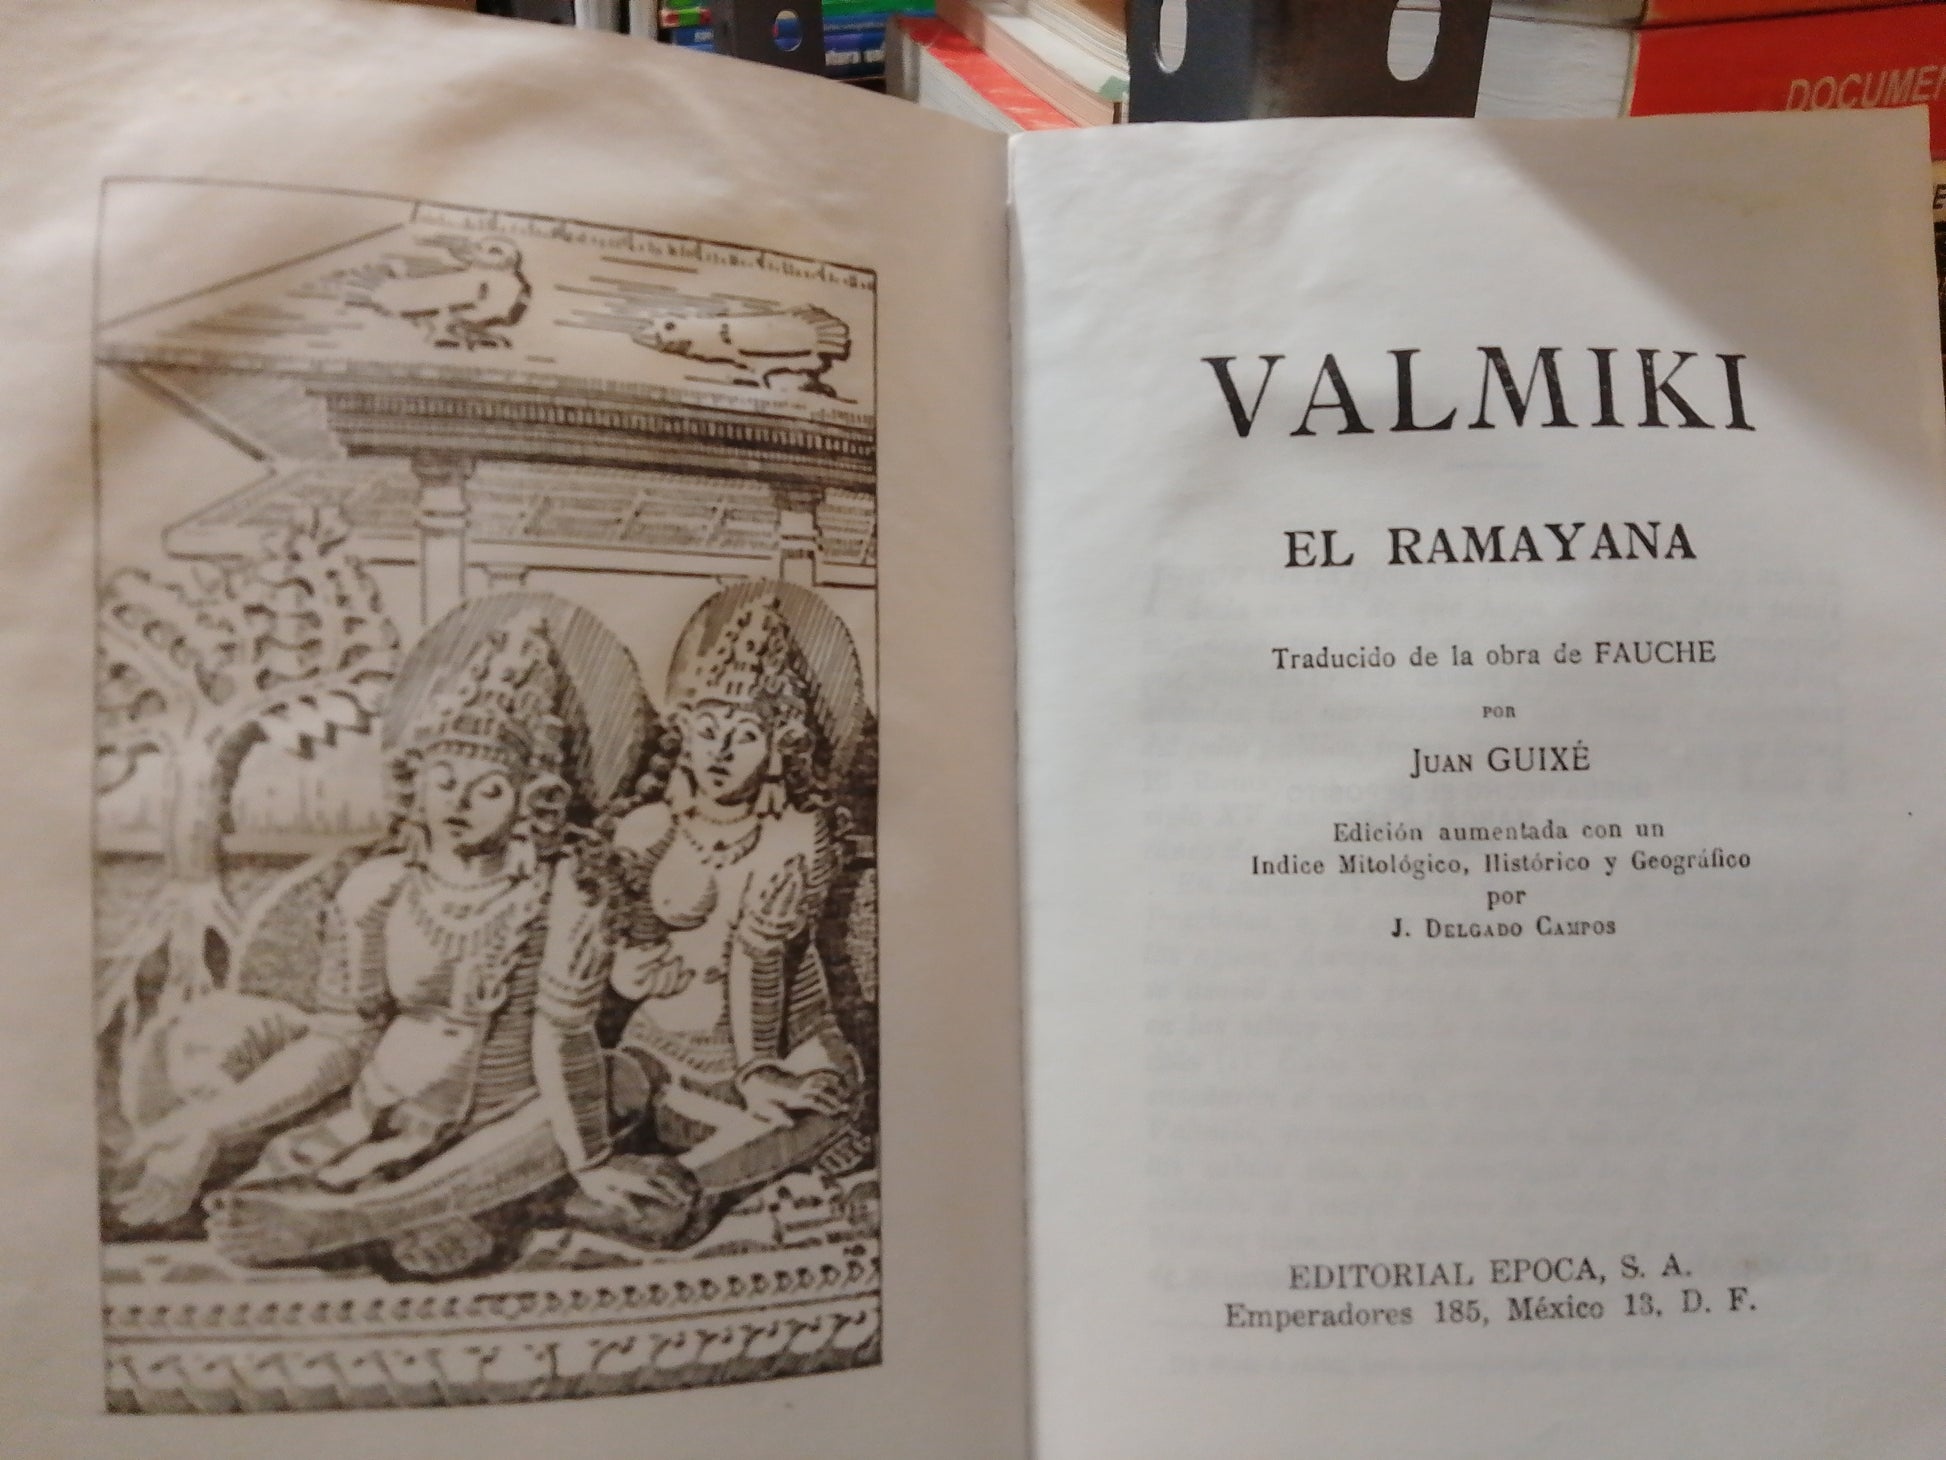 DOCUMEN
VALMIKI
EL RAMAYANA
Traducido de la obra de FAUCHE
POR
JUAN GUIXÉ
Edición aumentada con un
Indice Mitológico, Histórico y Geográfico
por
J. DELGADO CAMPOS
EDITORIAL EPOCA, S. A.
Emperadores 185, México 13, D. F.